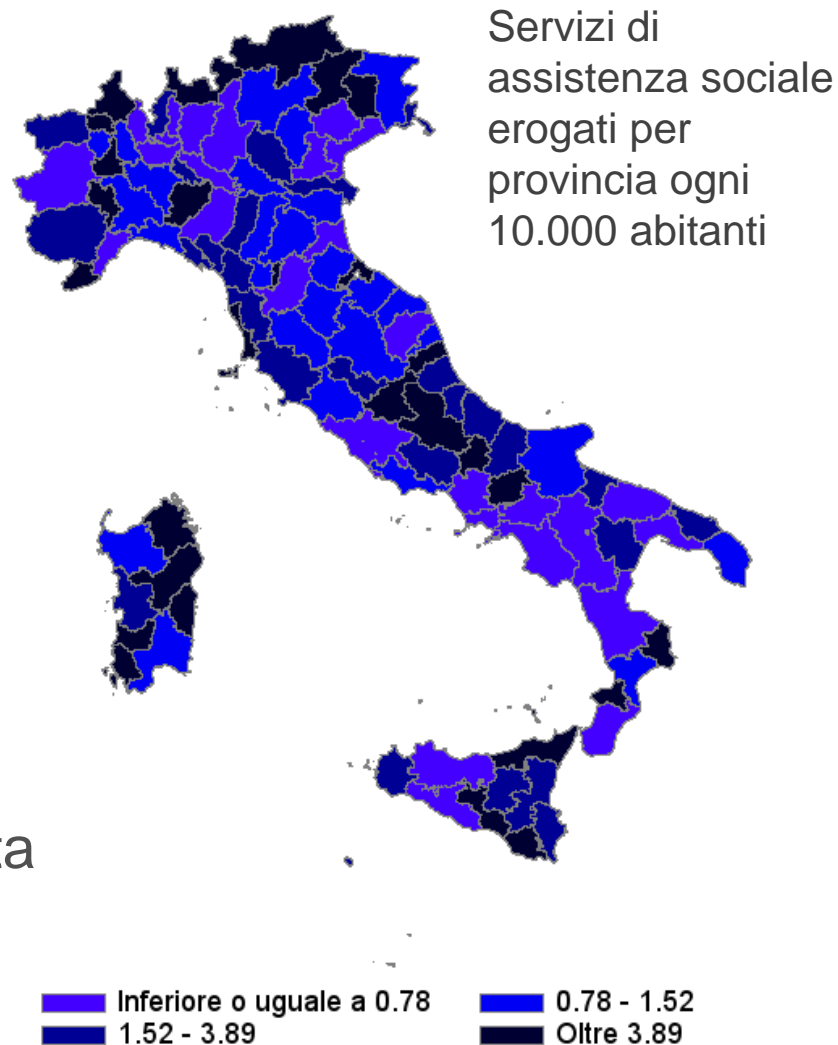 Servizi di
assistenza sociale
erogati per
provincia ogni
10.000 abitanti
ta
Inferiore o uguale a 0.78
0.78 - 1.52
1.52 - 3.89
Oltre 3.89